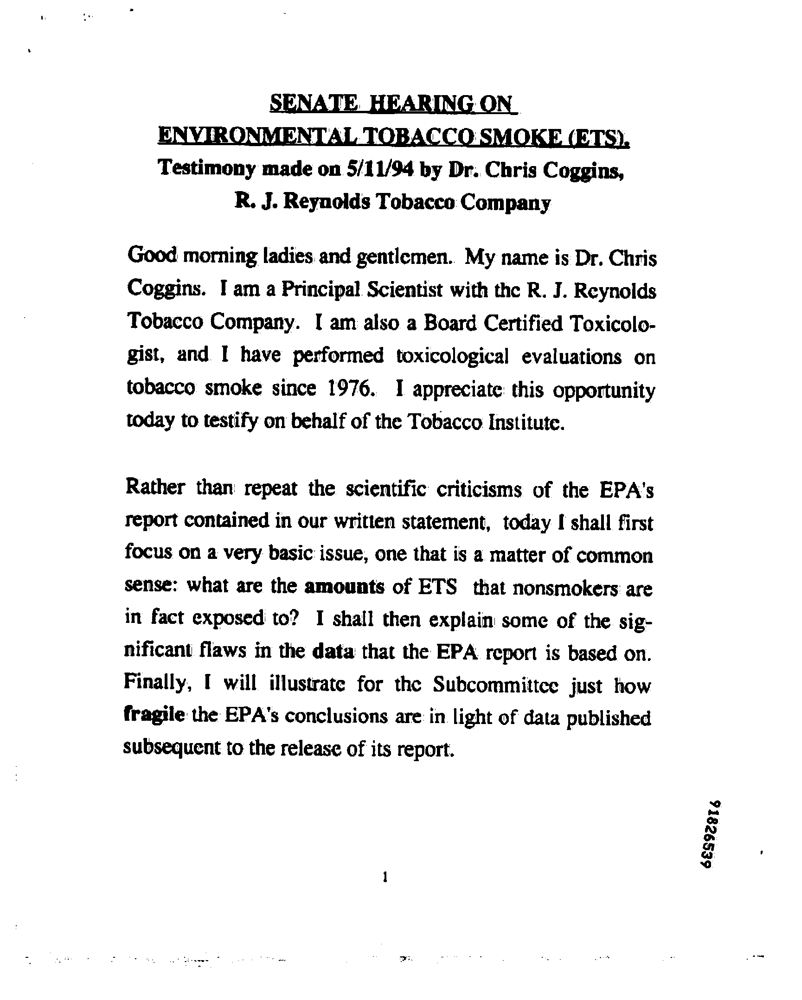 SENATE HEARING ON
ENVIRONMENTAL TOBACCO SMOKE (ETS).
Testimony made on 5/11/94 by Dr. Chris Coggins,
R. J. Reynolds Tobacco Company
Good morning ladies and gentlemen. My name is Dr. Chris
Coggins. I am a Principal Scientist with the R. J. Reynolds
Tobacco Company. I am also a Board Certified Toxicolo-
gist, and I have performed toxicological evaluations on
tobacco smoke since 1976. I appreciate this opportunity
today to testify on behalf of the Tobacco Institute.
Rather than repeat the scientific criticisms of the EPA's
report contained in our written statement, today I shall first
focus on a very basic issue, one that is a matter of common
sense: what are the amounts of ETS that nonsmokers are
in fact exposed to? I shall then explain some of the sig-
nificant flaws in the data that the EPA report is based on.
Finally, I will illustrate for the Subcommittee just how
fragile the EPA's conclusions are in light of data published
subsequent to the release of its report.
91826539
1